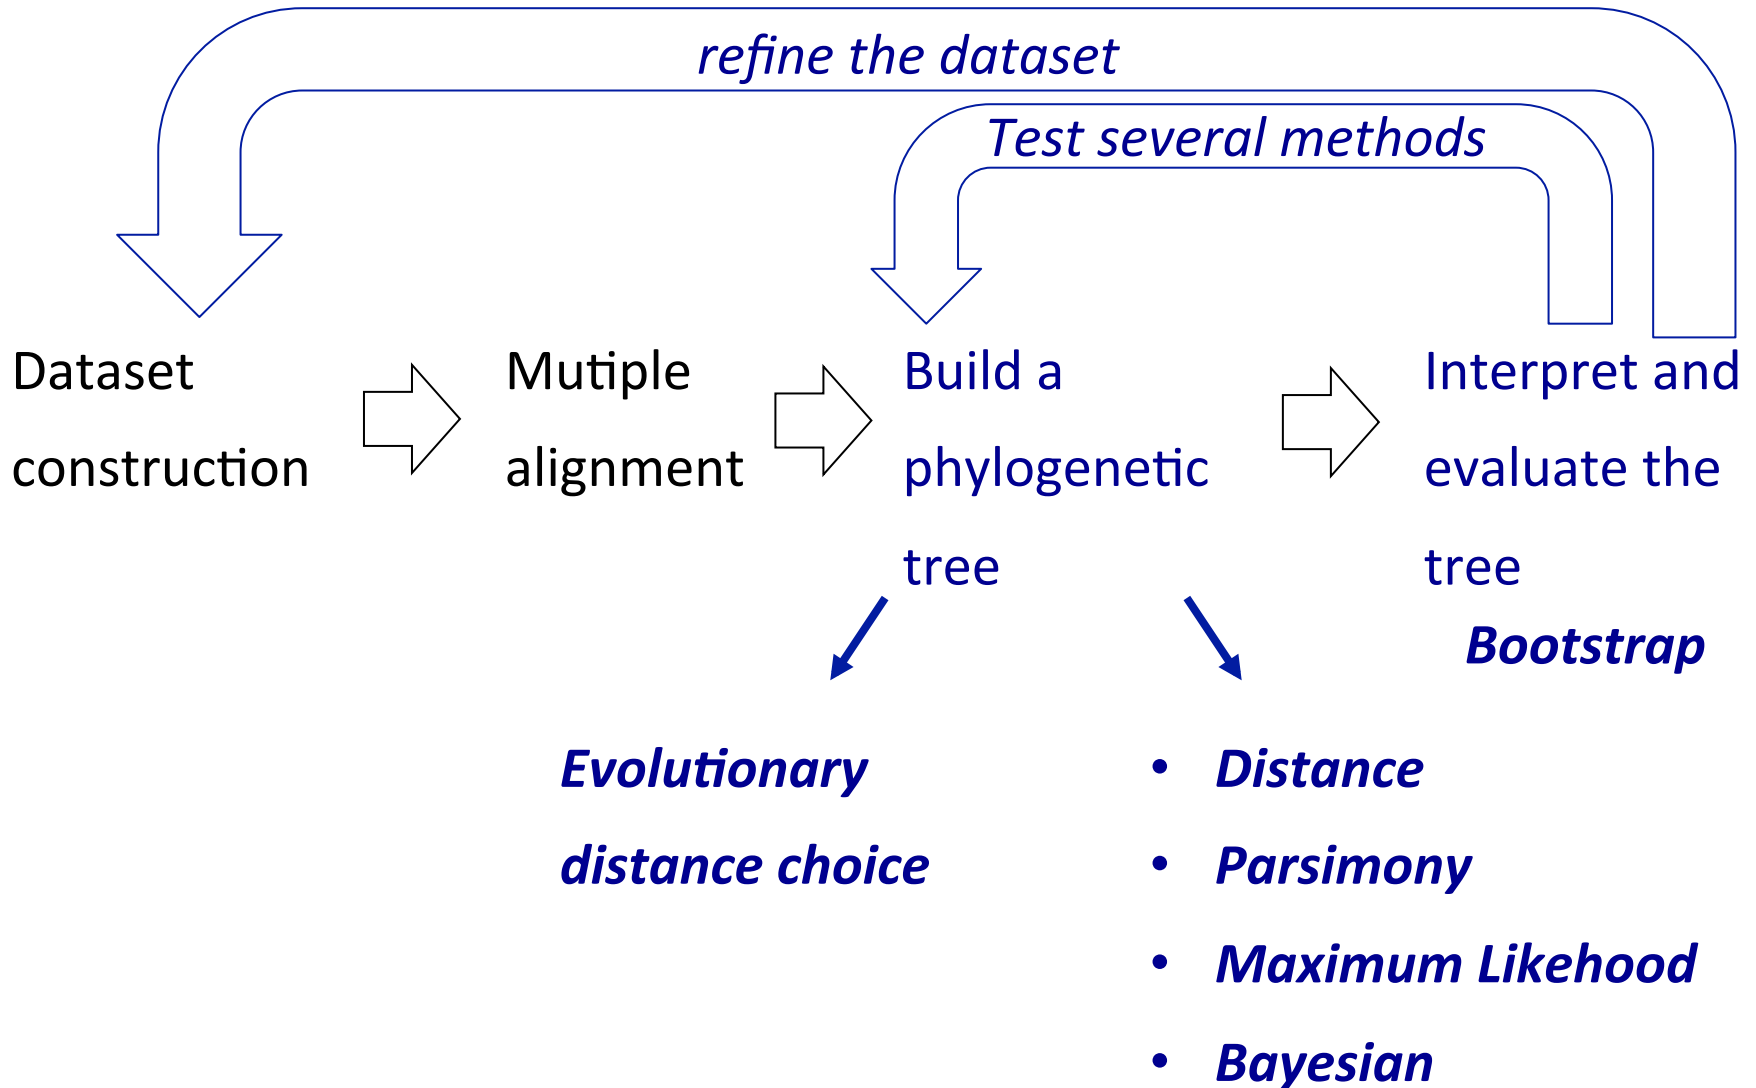 refine the dataset
Test several methods
Dataset
construction
Mutiple
alignment
Build a
phylogenetic
tree
Interpret and
evaluate the
tree
Bootstrap
Evolutionary
distance choice
• Distance
• Parsimony
• Maximum Likehood
• Bayesian